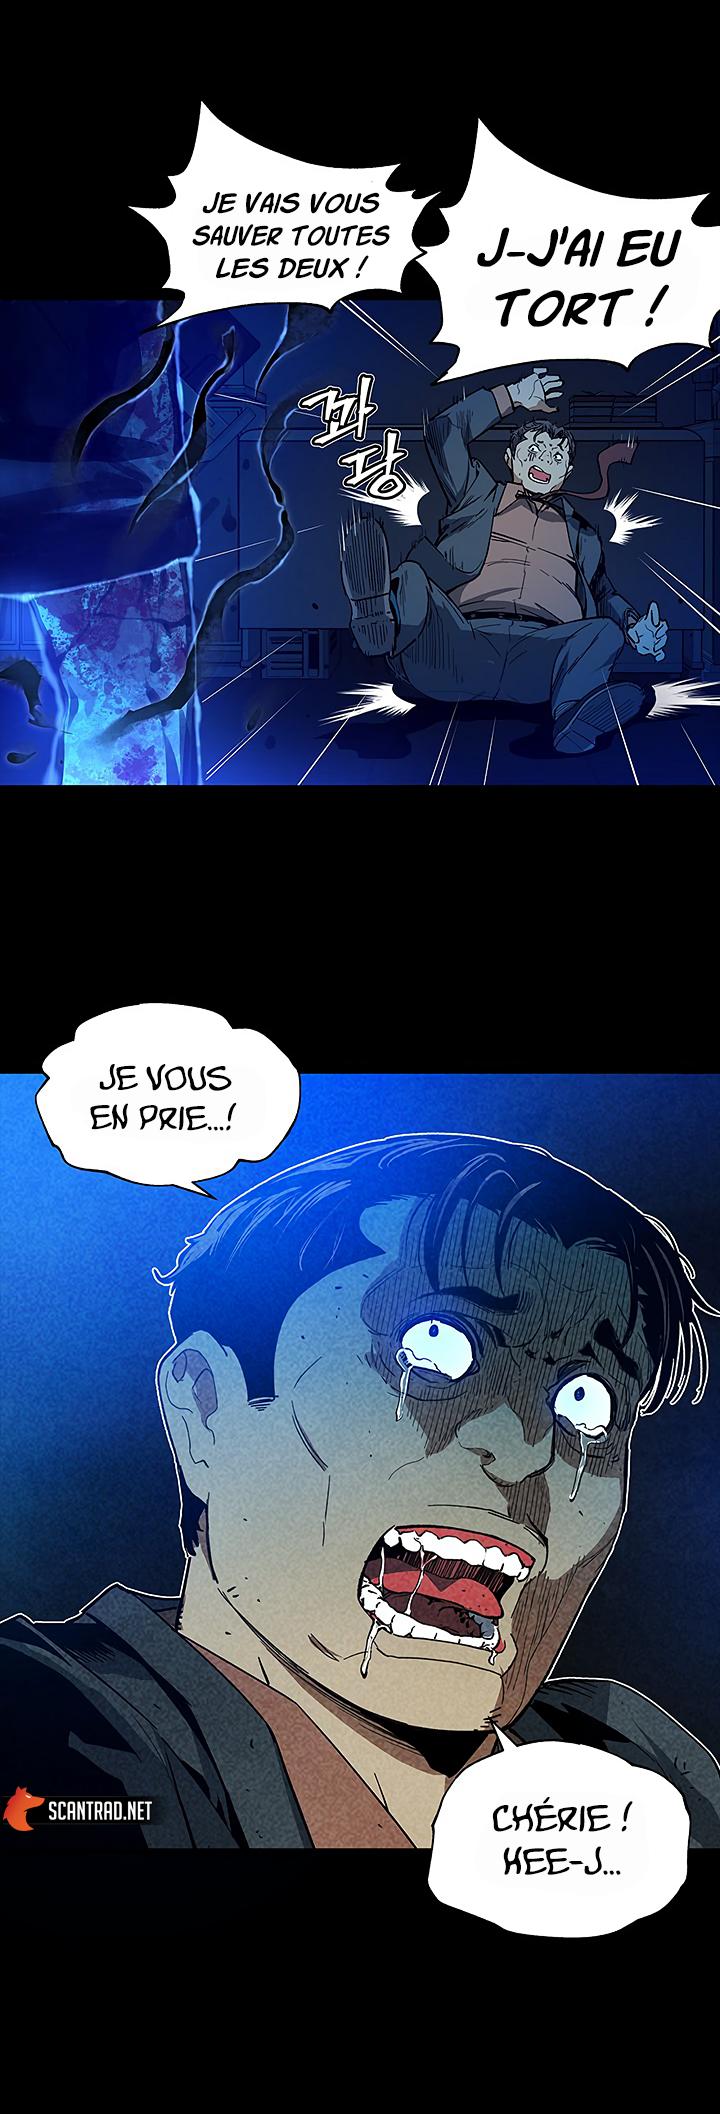 JE VAIS VOUS
SAUVER TOUTES
LES DEUX !
J-J'AI EU
TORT !
꽈
당
JE VOUS
EN PRIE...!
SCANTRAD.NET
CHÉRIE !
HEE-J...